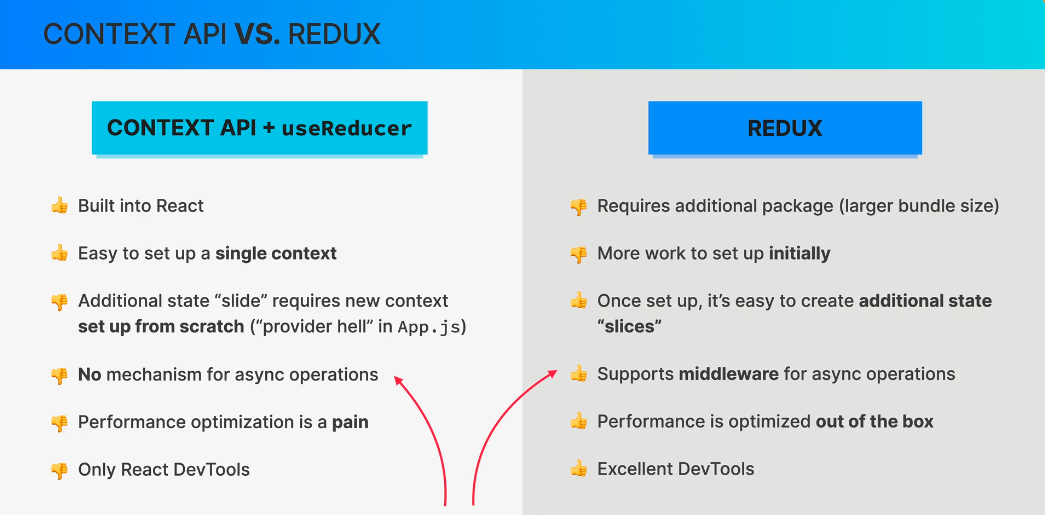 CONTEXT API VS. REDUX
CONTEXT API + useReducer
Built into React
Easy to set up a single context
Additional state “slide” requires new context
set up from scratch (“provider hell” in App.js)
No mechanism for async operations
Performance optimization is a pain
Only React DevTools
REDUX
Requires additional package (larger bundle size)
More work to set up initially
Once set up, it’s easy to create additional state
“slices”
Supports middleware for async operations
Performance is optimized out of the box
Excellent DevTools